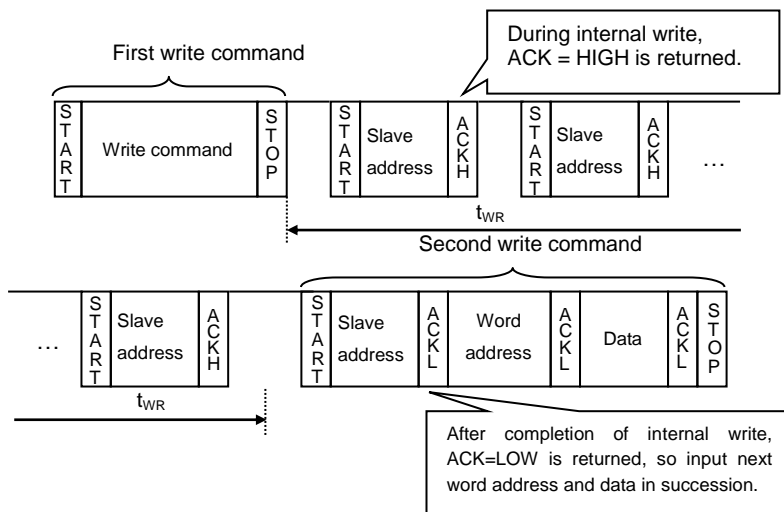 First write command
During internal write,
ACK = HIGH is returned.
START
Write command
STOP
START
Slave
address
ACKH
START
Slave
address
ACKH
…
tWR
Second write command
…
START
Slave
address
ACKH
START
Slave
address
ACKL
Word
address
ACKL
Data
ACKL
STOP
tWR
After completion of internal write,
ACK=LOW is returned, so input next
word address and data in succession.